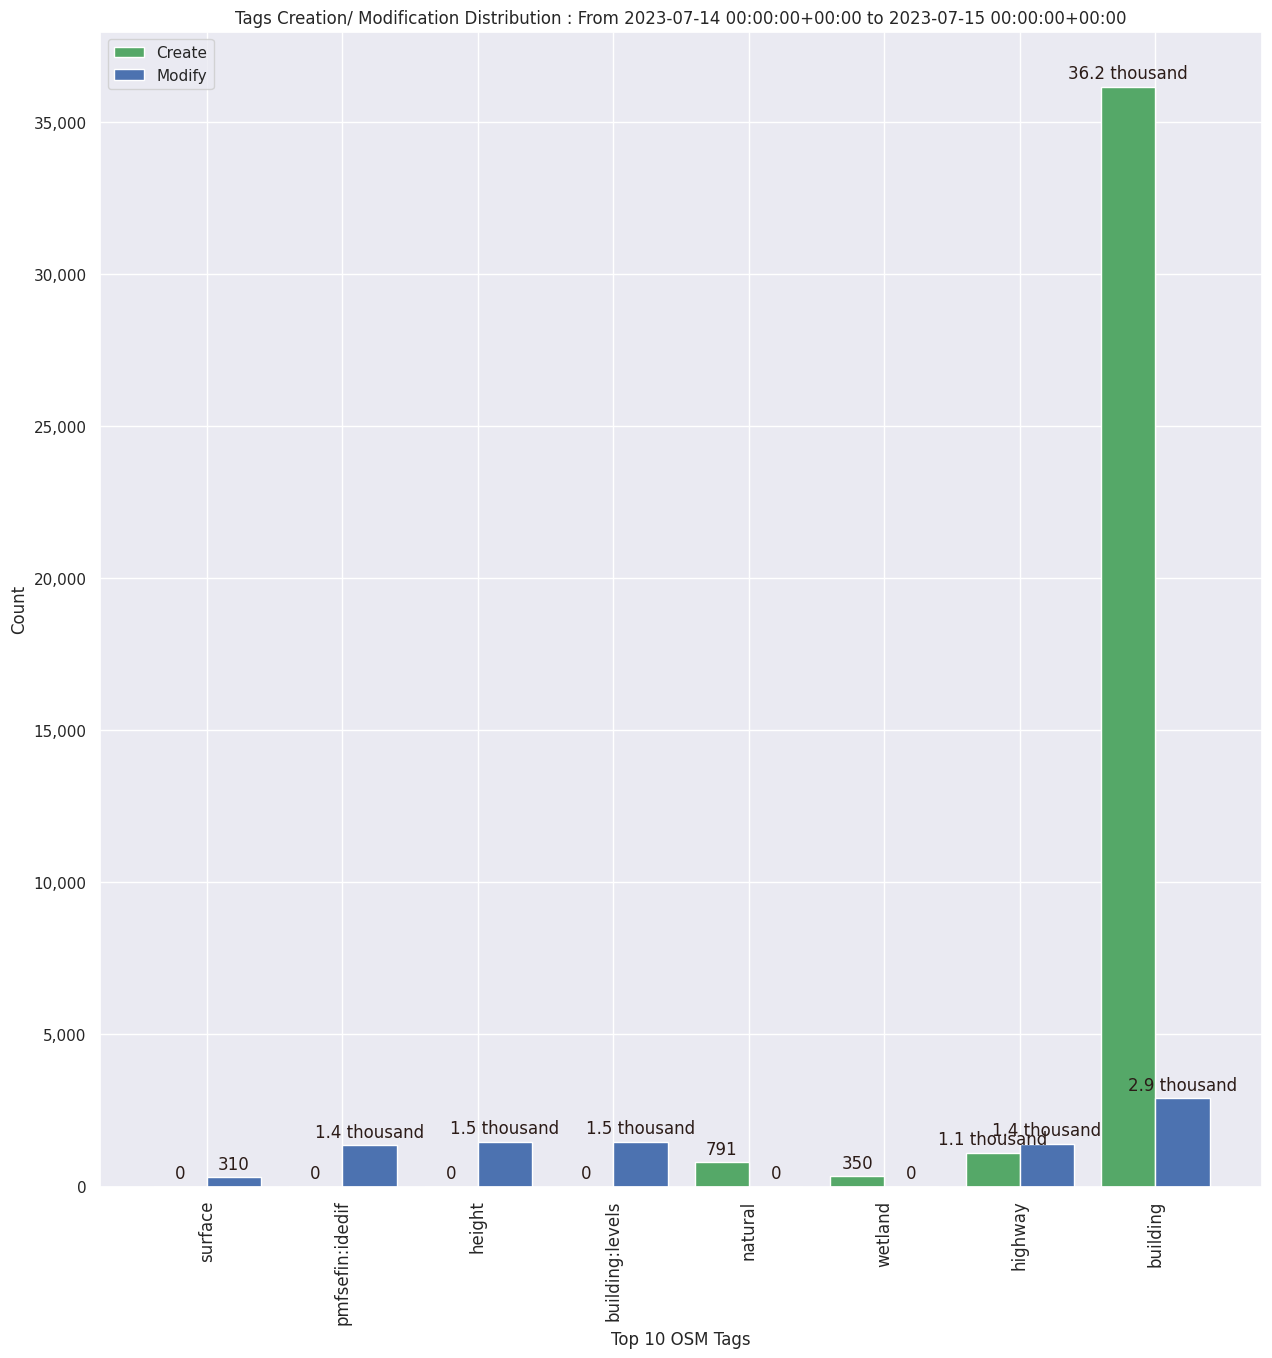 Tags Creation/ Modification Distribution : From 2023-07-14 00:00:00+00:00 to 2023-07-15 00:00:00+00:00
Create
Modify
36.2 thousand
35,000
30,000
25,000
20,000
15,000
10,000
5,000
0
Count
0
310
0
1.4 thousand
0
1.5 thousand
0
1.5 thousand
791
0
350
0
1.1 thousand
1.4 thousand
2.9 thousand
surface
pmfsefin:idedif
height
building:levels
natural
wetland
highway
building
Top 10 OSM Tags